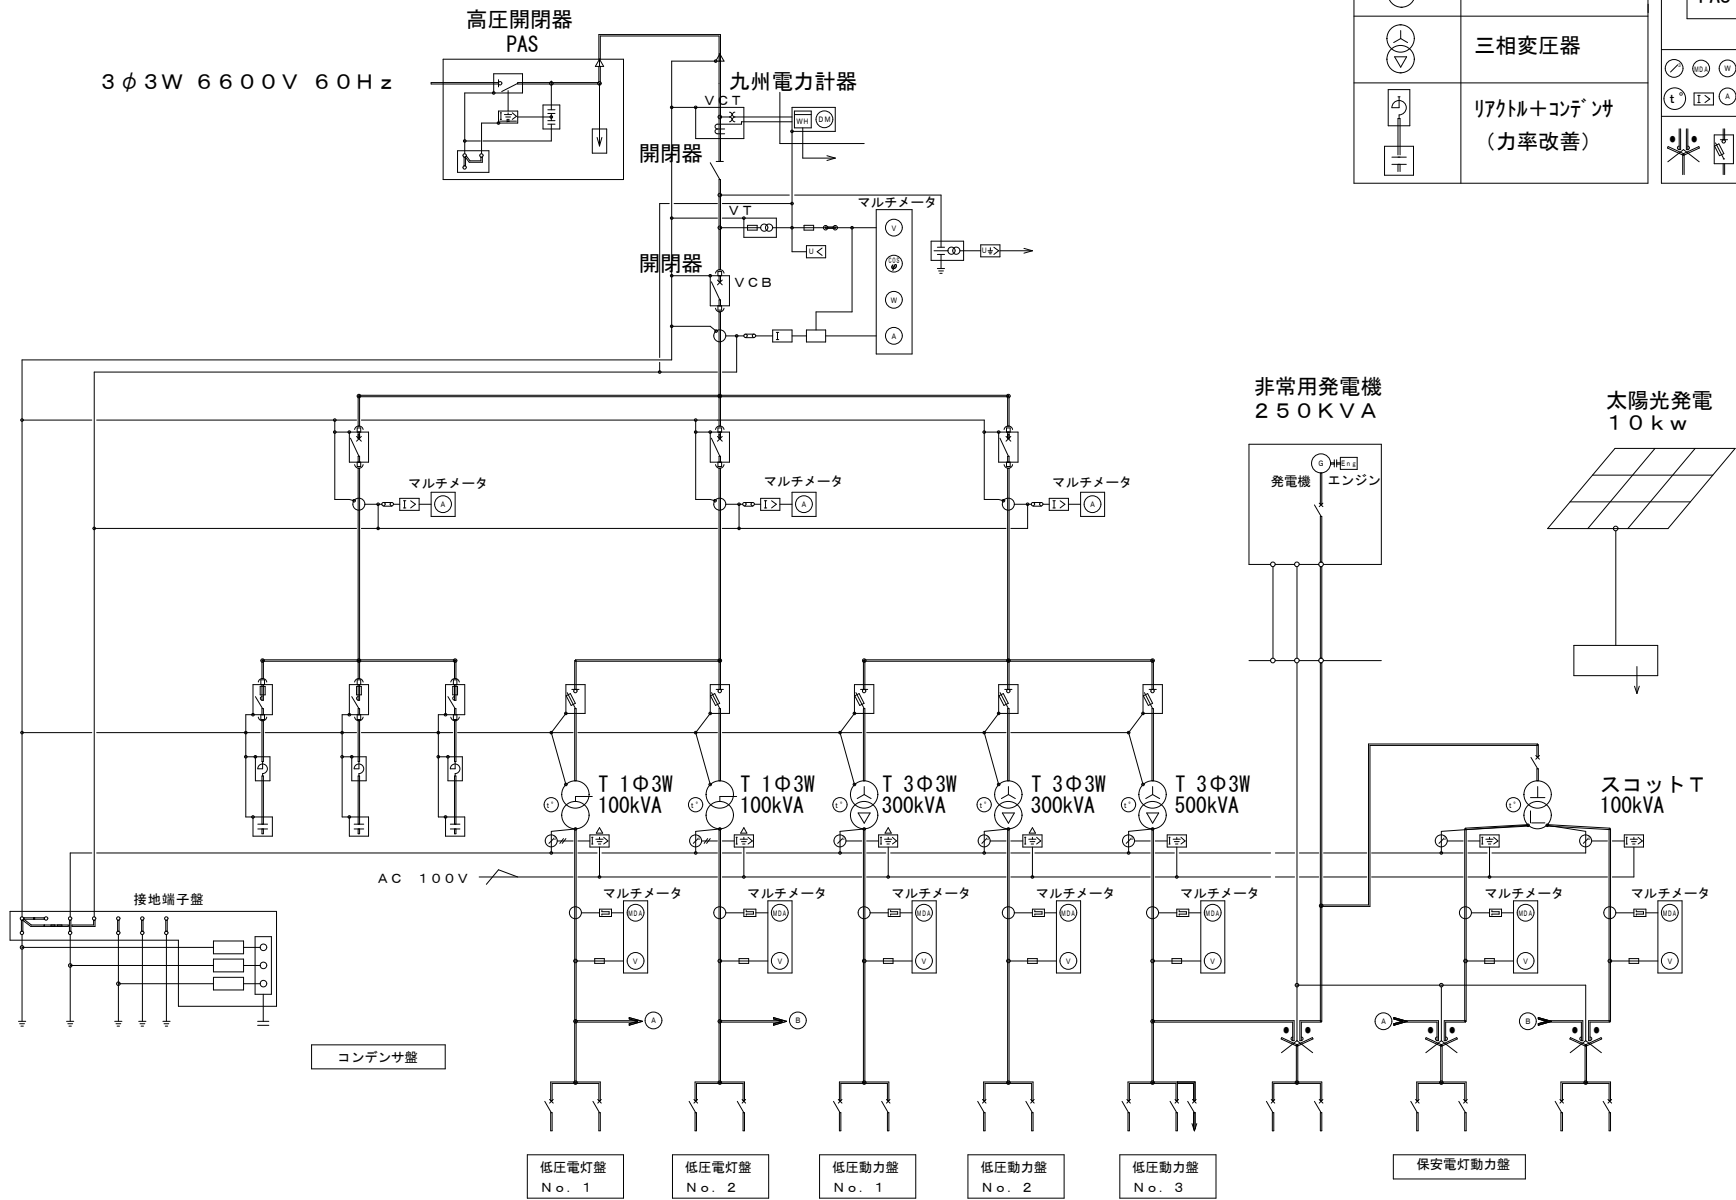 高圧開閉器
PAS
3φ3W 6600V 60Hz
九州電力計器
VCT
WH
DM
開閉器
VT
マルチメータ
V
U<
COS
φ
W
A
開閉器
VCB
I
三相変圧器
リアクトル+コンデンサ
(力率改善)
MDA
W
t°
I>
A
マルチメータ
I>
A
マルチメータ
I>
A
マルチメータ
I>
A
非常用発電機
250KVA
G
Eng
発電機
エンジン
太陽光発電
10kw
T 1Φ3W
100kVA
T 1Φ3W
100kVA
T 3Φ3W
300kVA
T 3Φ3W
300kVA
T 3Φ3W
500kVA
スコットT
100kVA
t°
t°
t°
t°
t°
t°
AC 100V
接地端子盤
マルチメータ
MDA
V
マルチメータ
MDA
V
マルチメータ
MDA
V
マルチメータ
MDA
V
マルチメータ
MDA
V
マルチメータ
MDA
V
マルチメータ
MDA
V
A
B
A
B
コンデンサ盤
低圧電灯盤
No. 1
低圧電灯盤
No. 2
低圧動力盤
No. 1
低圧動力盤
No. 2
低圧動力盤
No. 3
保安電灯動力盤